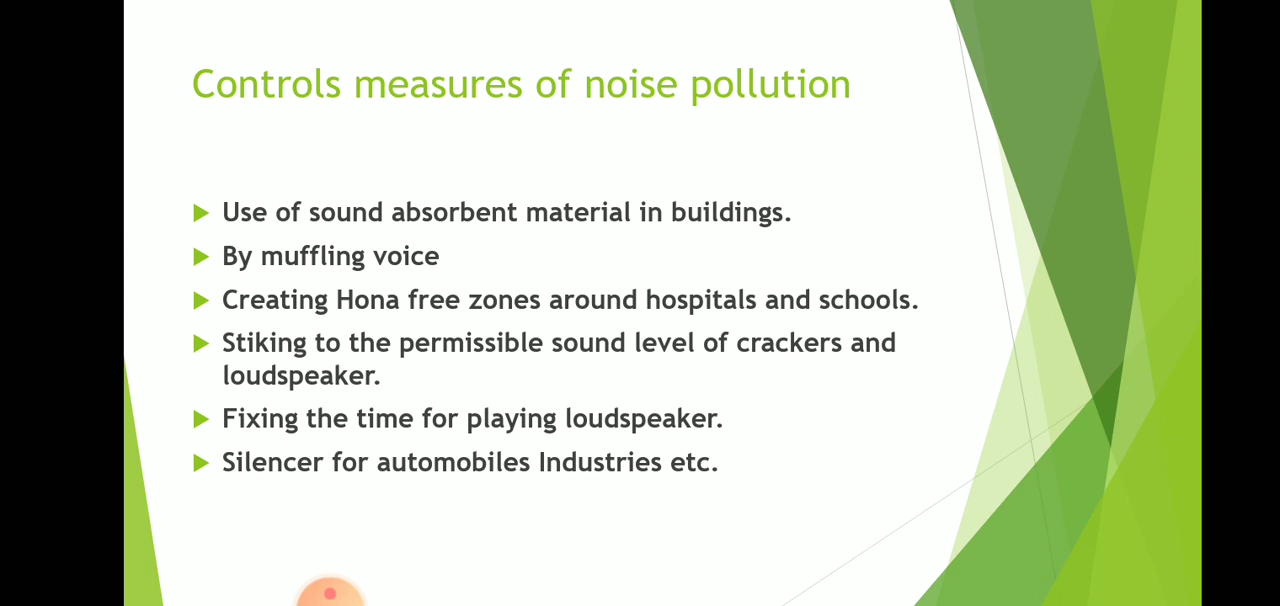 Controls measures of noise pollution
Use of sound absorbent material in buildings.
By muffling voice
Creating Hona free zones around hospitals and schools.
Stiking to the permissible sound level of crackers and
loudspeaker.
Fixing the time for playing loudspeaker.
Silencer for automobiles Industries etc.